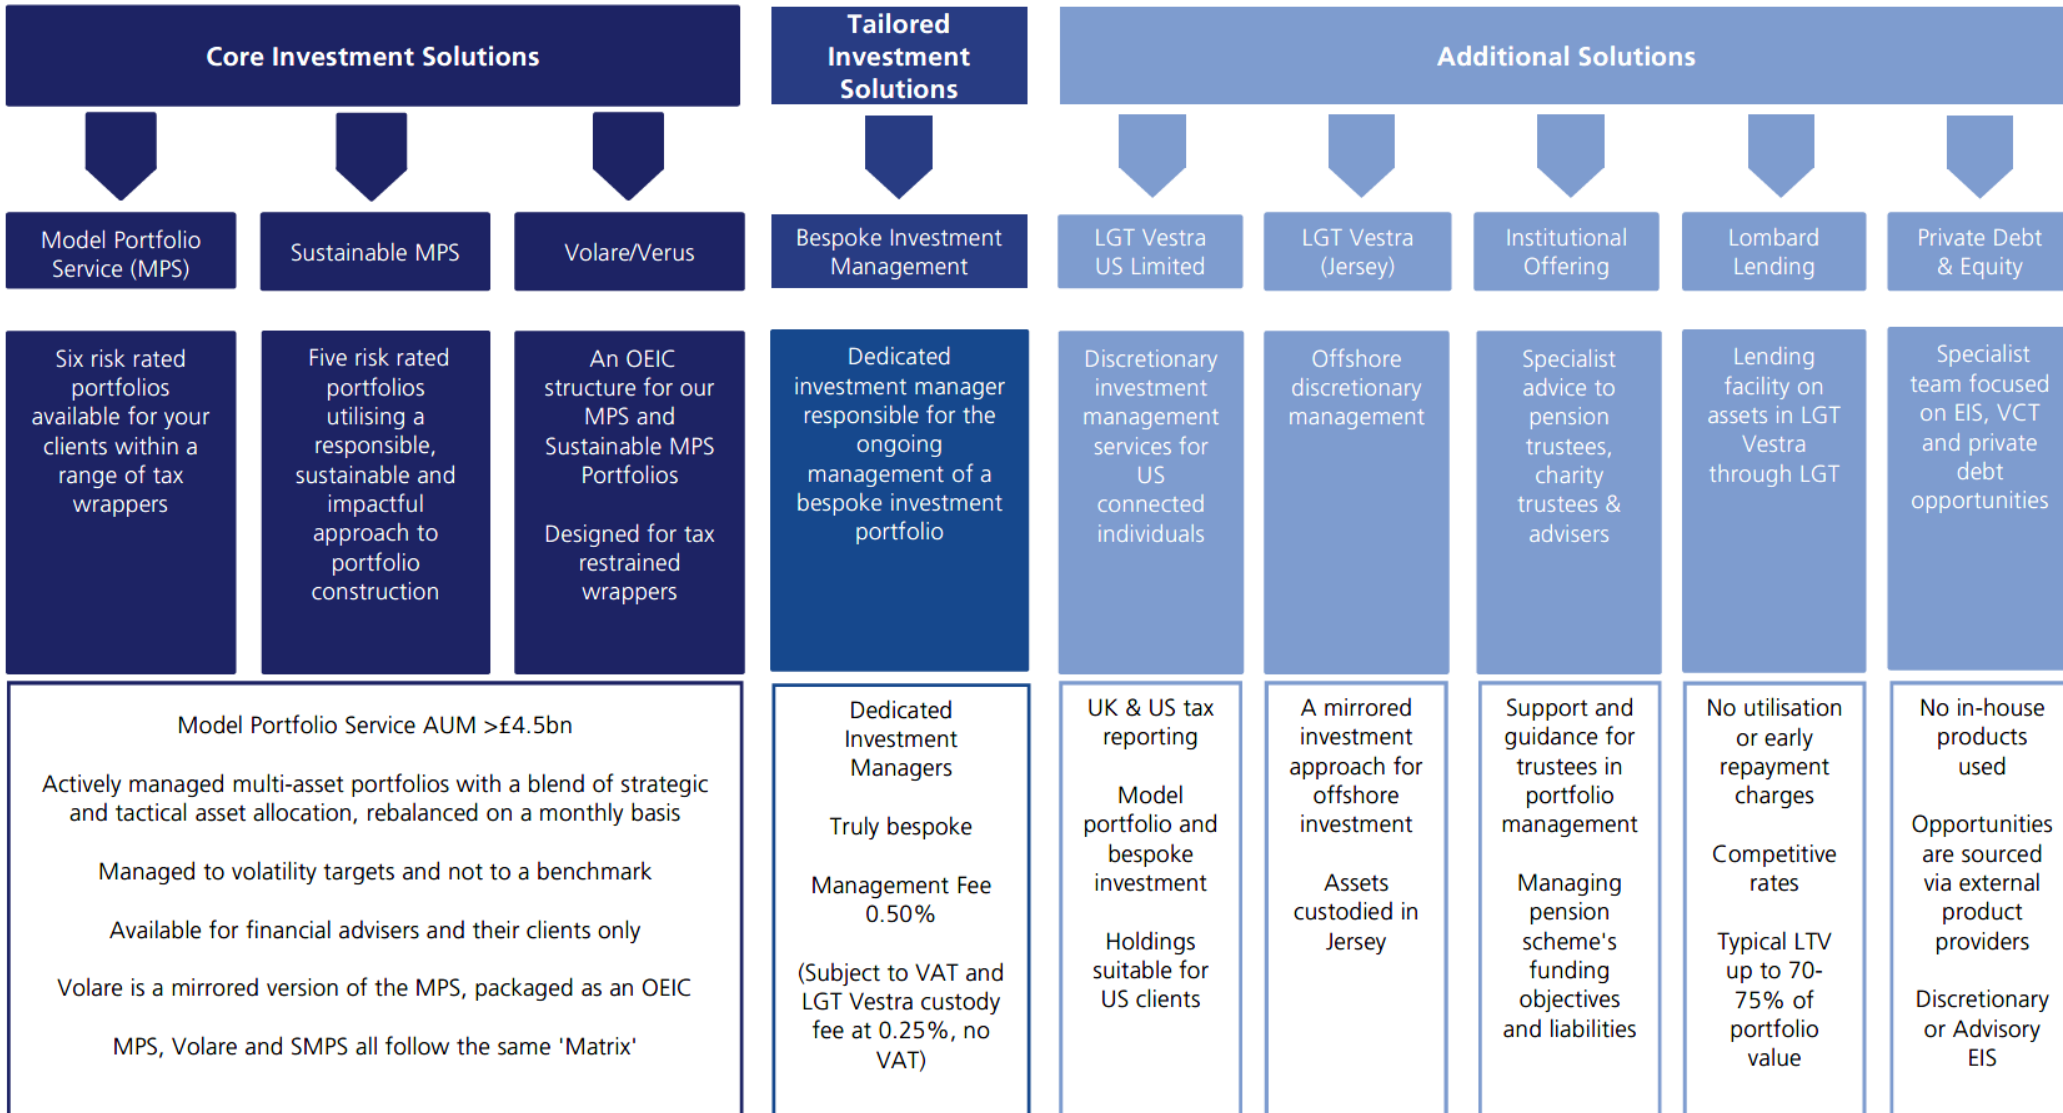 Core Investment Solutions
Tailored
Investment
Solutions
Additional Solutions
Model Portfolio
Service (MPS)
Sustainable MPS
Volare/Verus
Bespoke Investment
Management
LGT Vestra
US Limited
LGT Vestra
(Jersey)
Institutional
Offering
Lombard
Lending
Private Debt
& Equity
Six risk rated
portfolios
available for your
clients within a
range of tax
wrappers
Five risk rated
portfolios
utilising a
responsible,
sustainable and
impactful
approach to
portfolio
construction
An OEIC
structure for our
MPS and
Sustainable MPS
Portfolios
Designed for tax
restrained
wrappers
Dedicated
investment manager
responsible for the
ongoing
management of a
bespoke investment
portfolio
Discretionary
investment
management
services for
US
connected
individuals
Offshore
discretionary
management
Specialist
advice to
pension
trustees,
charity
trustees &
advisers
Lending
facility on
assets in LGT
Vestra
through LGT
Specialist
team focused
on EIS, VCT
and private
debt
opportunities
Model Portfolio Service AUM >£4.5bn
Actively managed multi-asset portfolios with a blend of strategic
and tactical asset allocation, rebalanced on a monthly basis
Managed to volatility targets and not to a benchmark
Available for financial advisers and their clients only
Volare is a mirrored version of the MPS, packaged as an OEIC
MPS, Volare and SMPS all follow the same 'Matrix'
Dedicated
Investment
Managers
Truly bespoke
Management Fee
0.50%
(Subject to VAT and
LGT Vestra custody
fee at 0.25%, no
VAT)
UK & US tax
reporting
Model
portfolio and
bespoke
investment
Holdings
suitable for
US clients
A mirrored
investment
approach for
offshore
investment
Assets
custodied in
Jersey
Support and
guidance for
trustees in
portfolio
management
Managing
pension
scheme's
funding
objectives
and liabilities
No utilisation
or early
repayment
charges
Competitive
rates
Typical LTV
up to 70-
75% of
portfolio
value
No in-house
products
used
Opportunities
are sourced
via external
product
providers
Discretionary
or Advisory
EIS